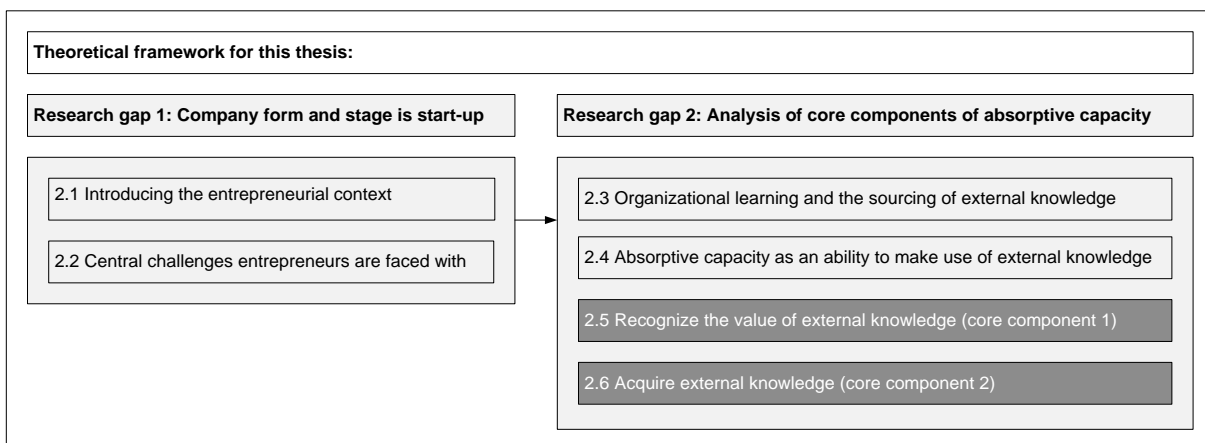 Theoretical framework for this thesis:
Research gap 1: Company form and stage is start-up
2.1 Introducing the entrepreneurial context
2.2 Central challenges entrepreneurs are faced with
Research gap 2: Analysis of core components of absorptive capacity
2.3 Organizational learning and the sourcing of external knowledge
2.4 Absorptive capacity as an ability to make use of external knowledge
2.5 Recognize the value of external knowledge (core component 1)
2.6 Acquire external knowledge (core component 2)